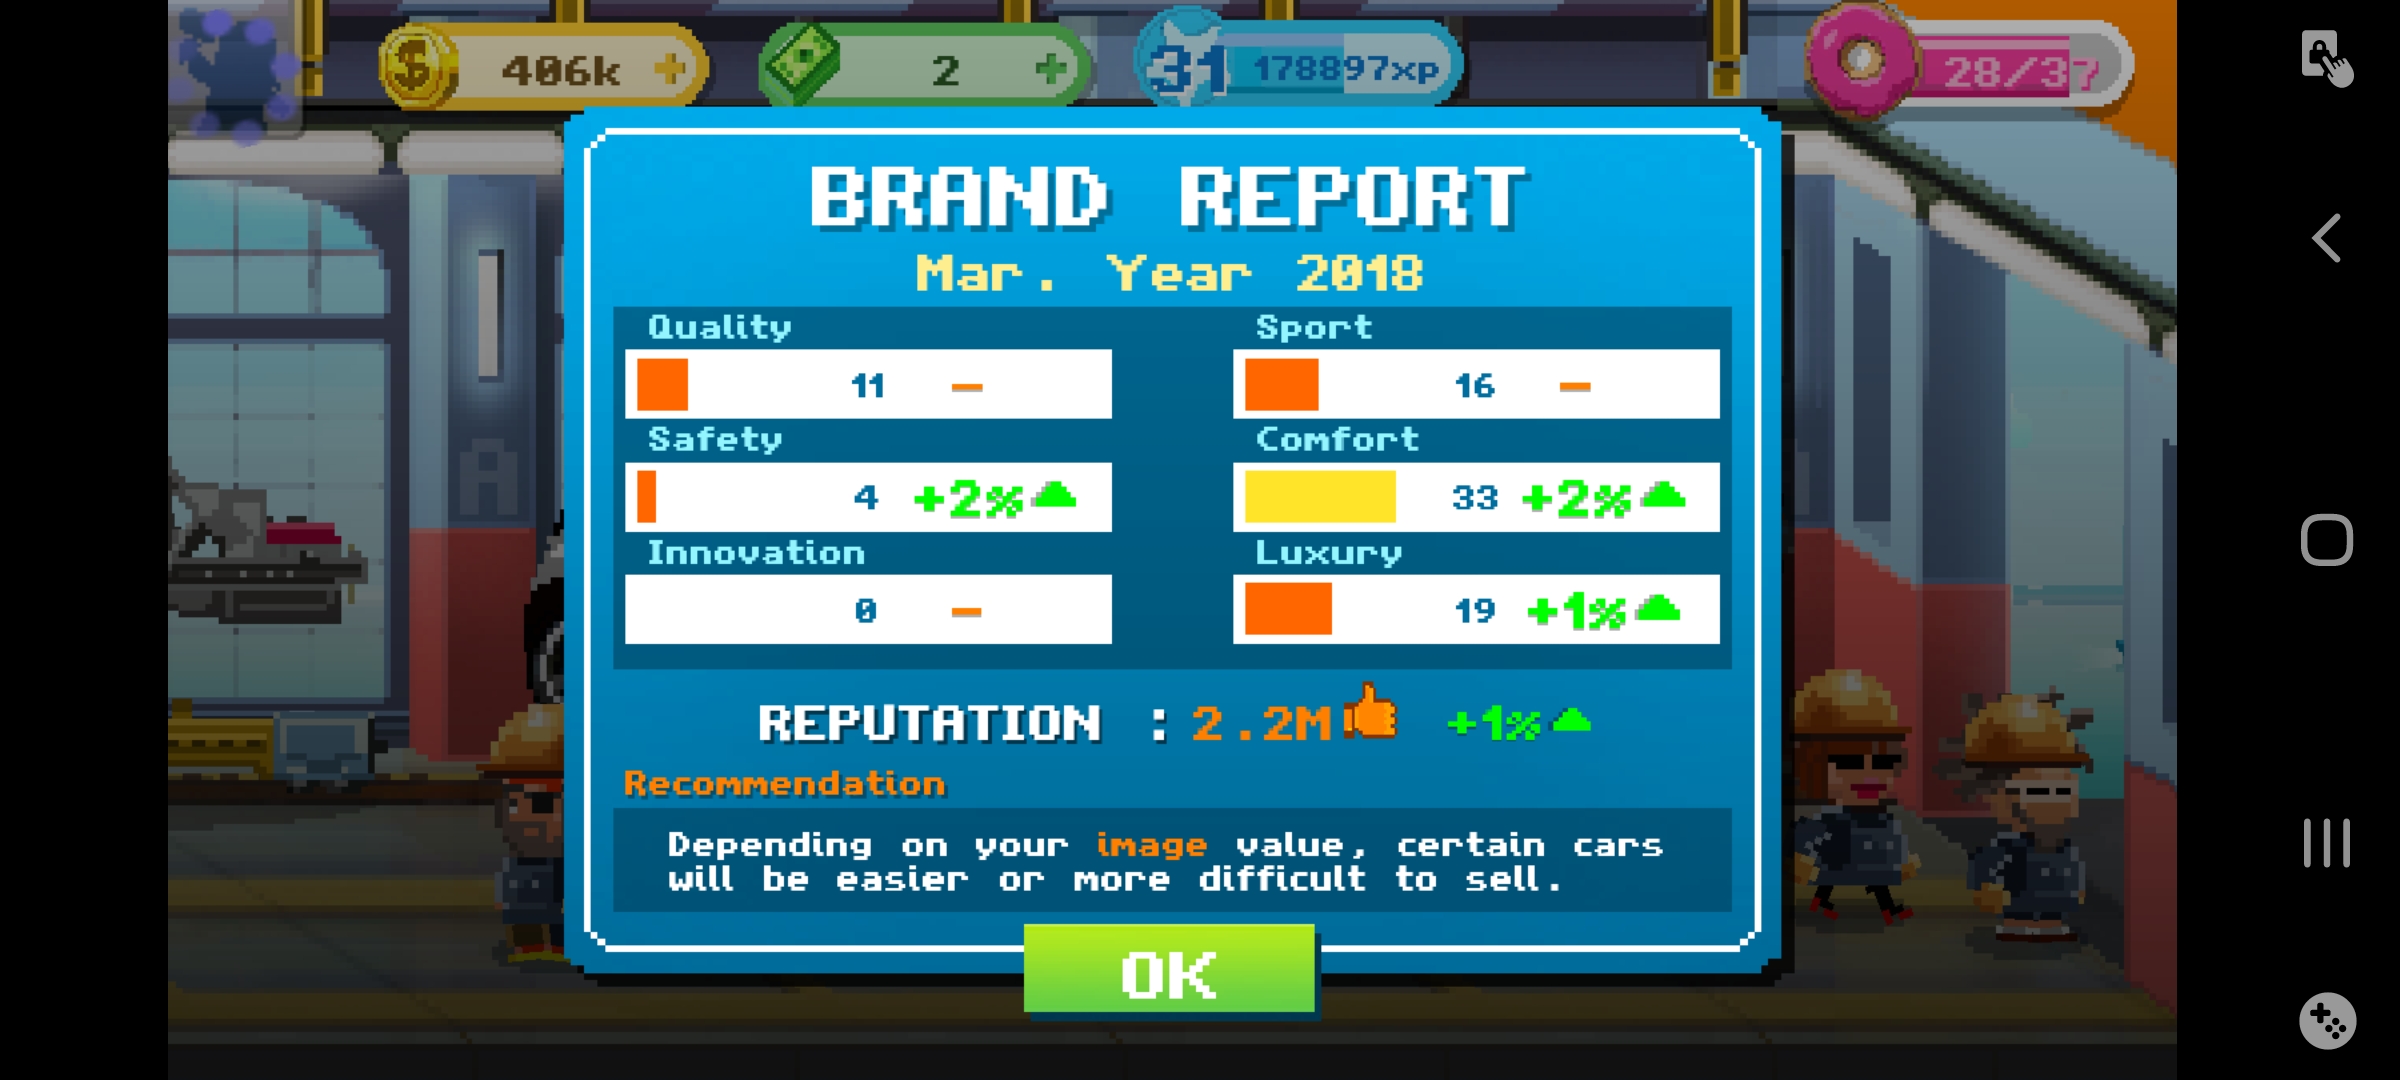 406k +
2 +
31 178897xp
28/37
BRAND REPORT
Mar. Year 2018
Quality Sport
11 – 16 –
Safety Comfort
4 +2% 33 +2%
Innovation Luxury
0 – 19 +1%
REPUTATION : 2.2M +1%
Recommendation
Depending on your image value, certain cars
will be easier or more difficult to sell.
OK
A